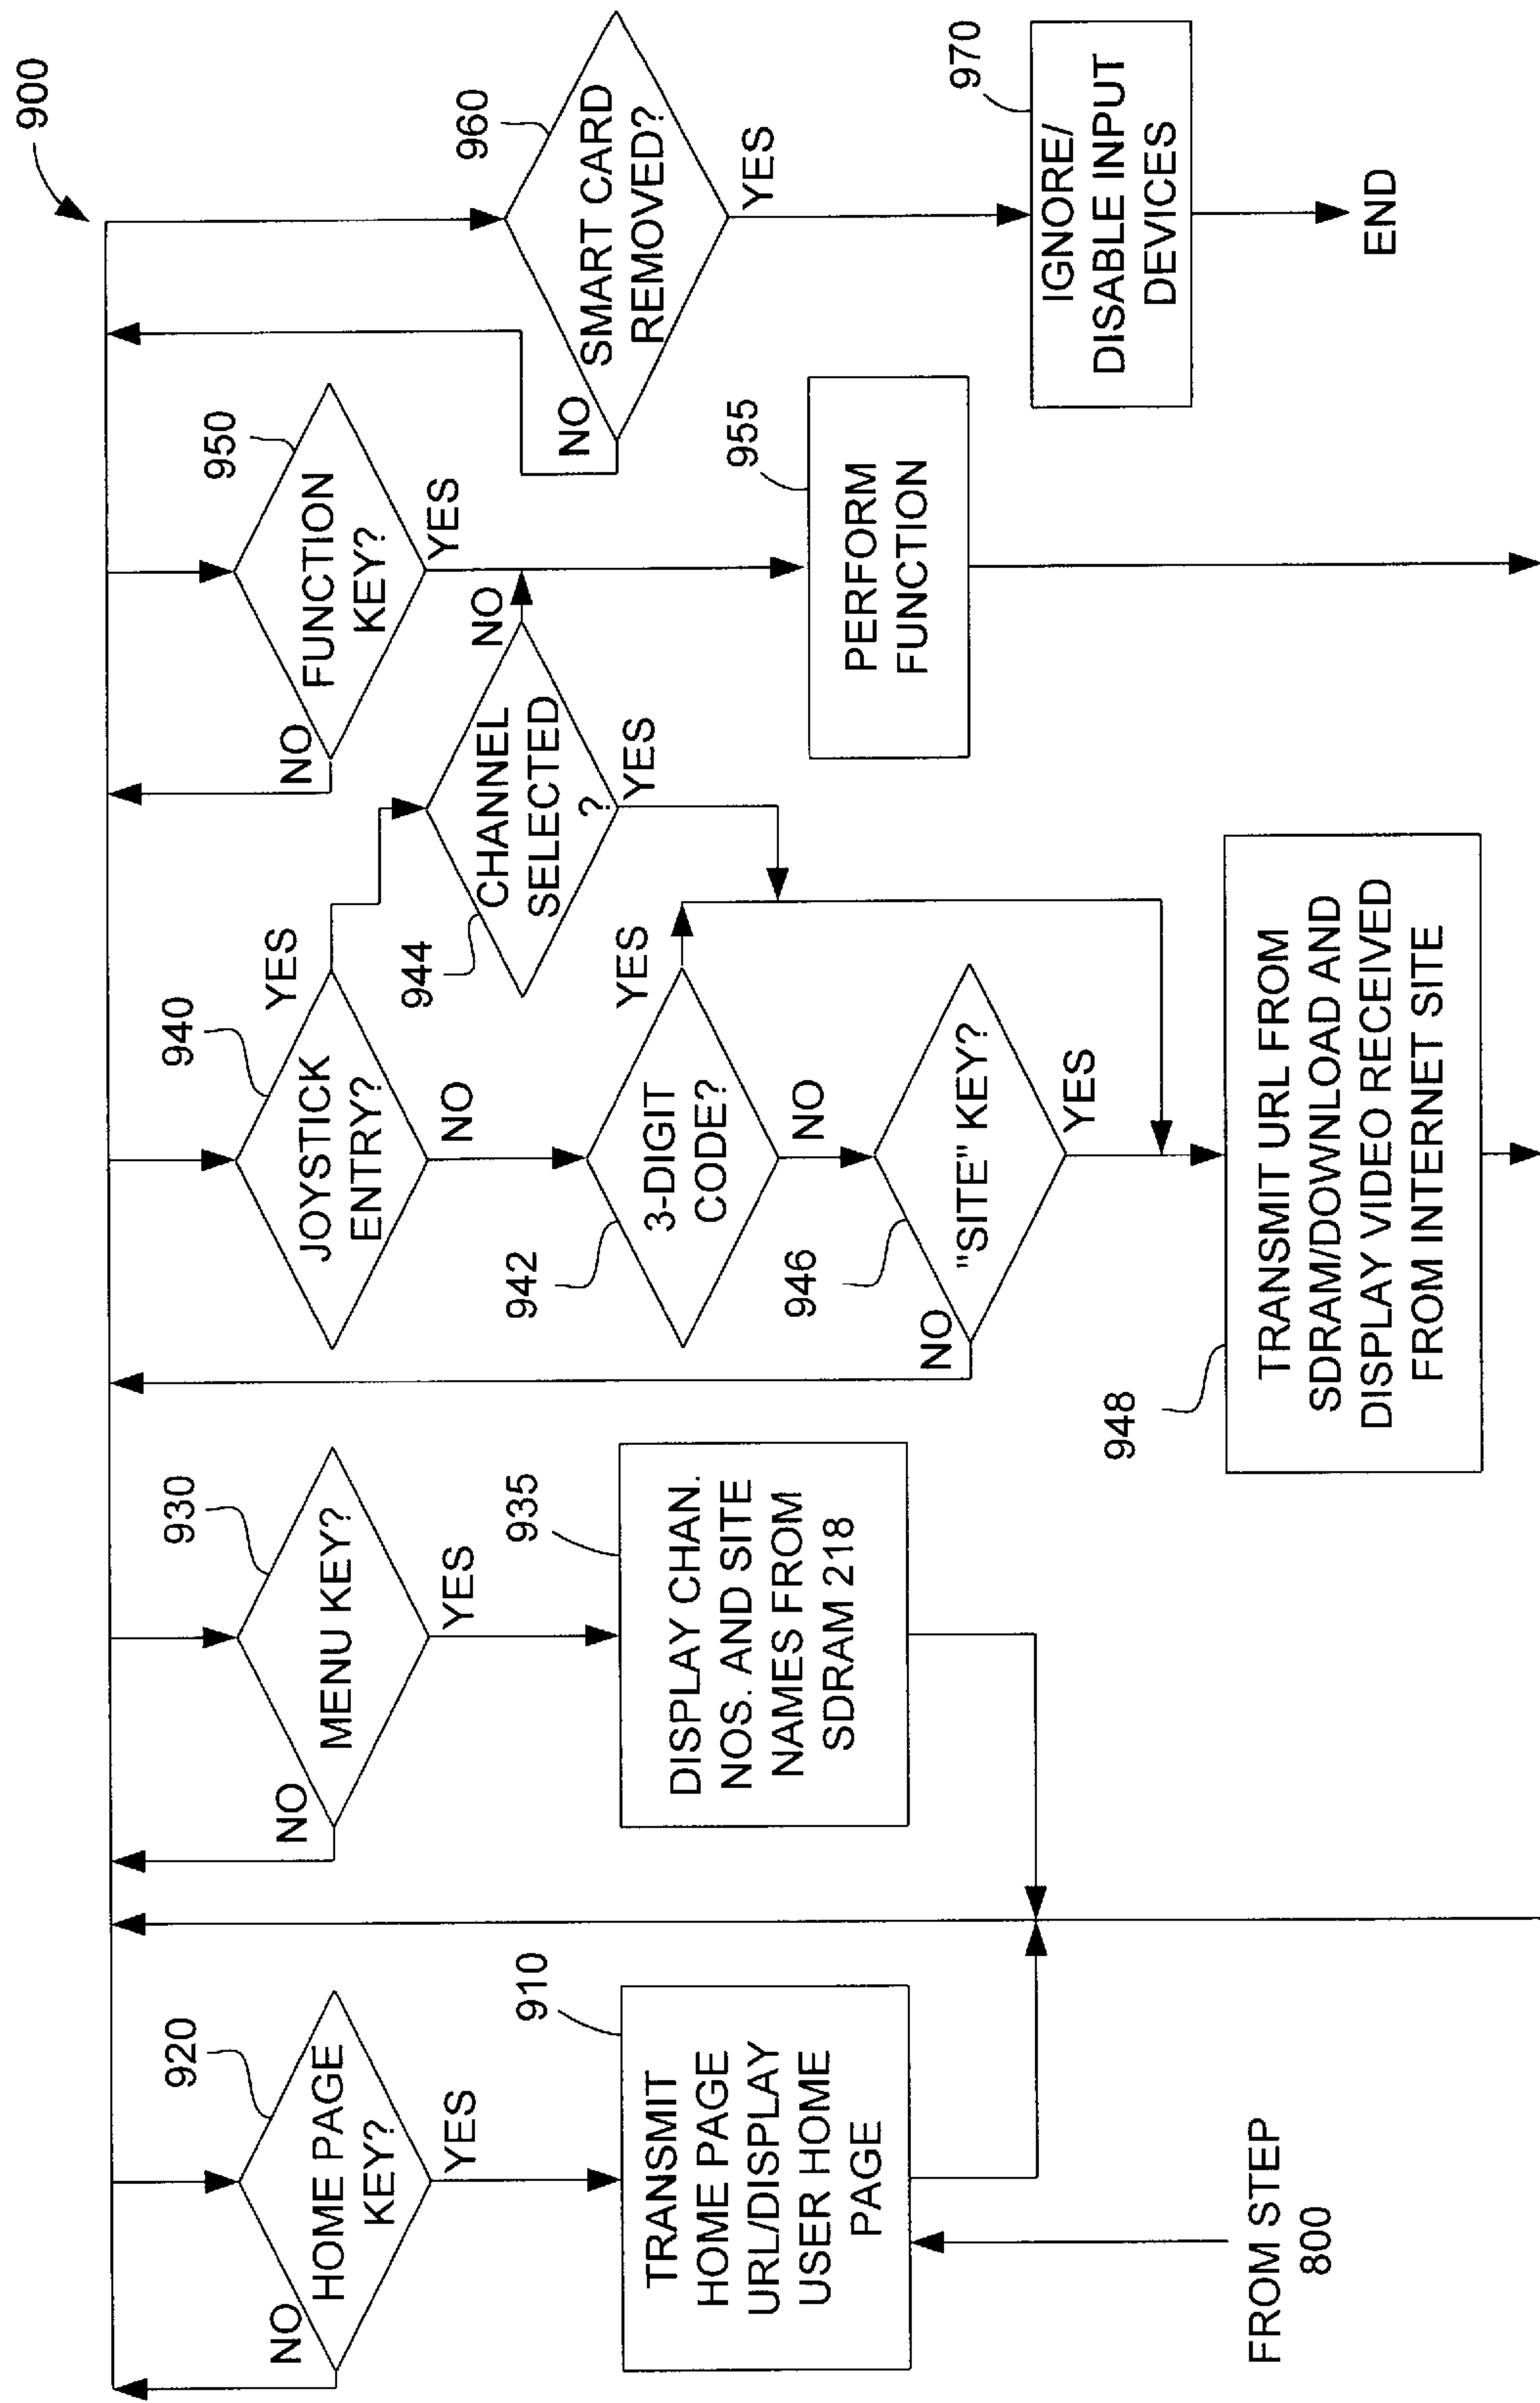 900
920
HOME PAGE
KEY?
NO
YES
910
TRANSMIT
HOME PAGE
URL/DISPLAY
USER HOME
PAGE
FROM STEP
800
930
MENU KEY?
NO
YES
935
DISPLAY CHAN.
NOS. AND SITE
NAMES FROM
SDRAM 218
940
JOYSTICK
ENTRY?
YES
NO
942
3-DIGIT
CODE?
YES
NO
944
CHANNEL
SELECTED
?
NO
YES
946
"SITE" KEY?
NO
YES
948
TRANSMIT URL FROM
SDRAM/DOWNLOAD AND
DISPLAY VIDEO RECEIVED
FROM INTERNET SITE
950
FUNCTION
KEY?
NO
YES
955
PERFORM
FUNCTION
960
SMART CARD
REMOVED?
NO
YES
970
IGNORE/
DISABLE INPUT
DEVICES
END